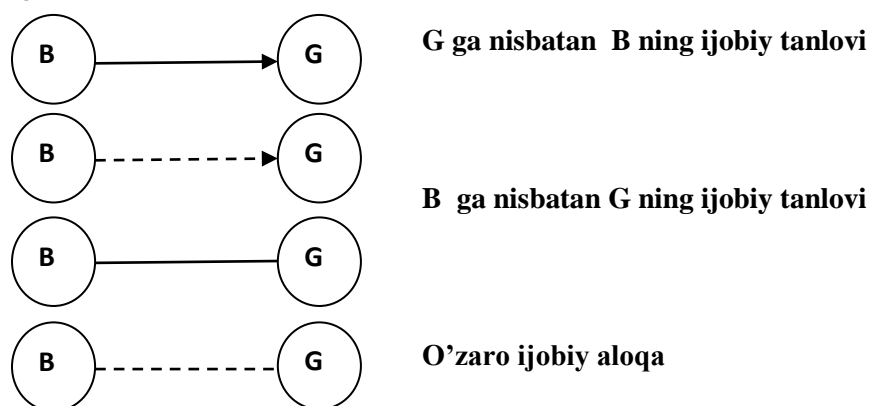 B G G ga nisbatan B ning ijobiy tanlovi
B G
B ga nisbatan G ning ijobiy tanlovi
B G
B G O’zaro ijobiy aloqa